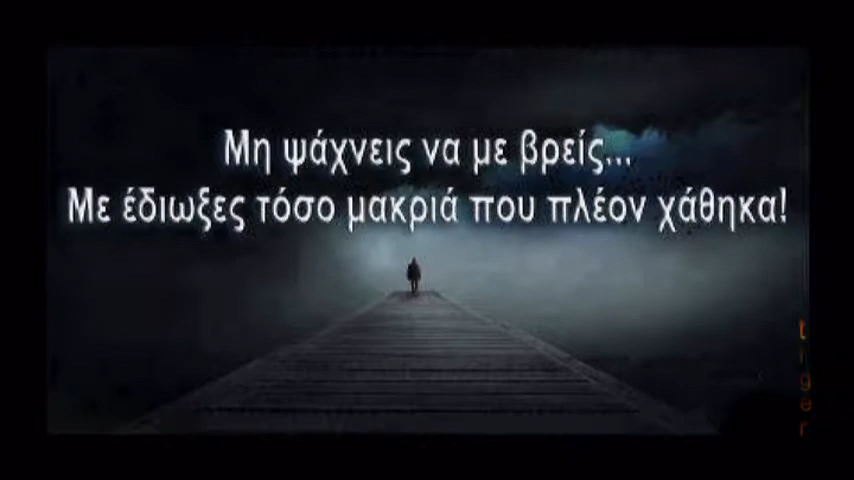 Μη ψάχνεις να με βρείς...
Με έδιωξες τόσο μακριά που πλέον χάθηκα!
tiger